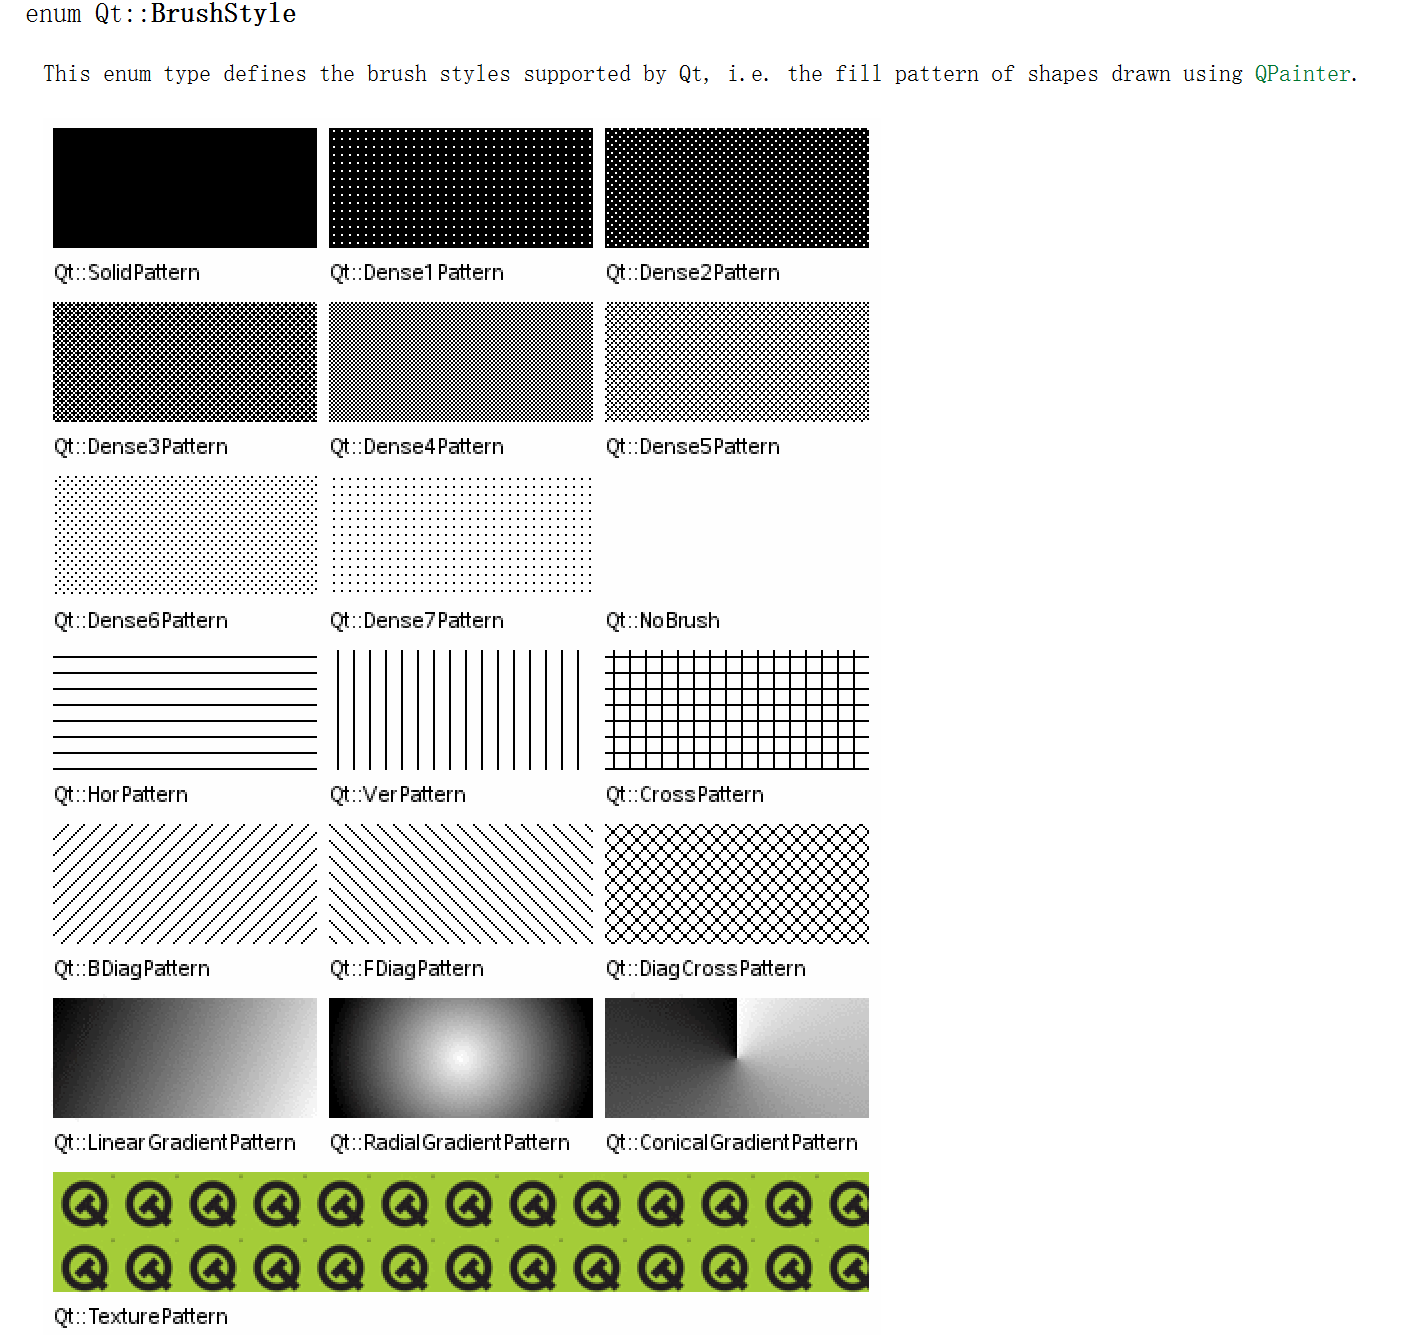 enum Qt::BrushStyle
This enum type defines the brush styles supported by Qt, i.e. the fill pattern of shapes drawn using QPainter.
Qt::SolidPattern
Qt::Dense1Pattern
Qt::Dense2Pattern
Qt::Dense3Pattern
Qt::Dense4Pattern
Qt::Dense5Pattern
Qt::Dense6Pattern
Qt::Dense7Pattern
Qt::NoBrush
Qt::HorPattern
Qt::VerPattern
Qt::CrossPattern
Qt::BDiagPattern
Qt::FDiagPattern
Qt::DiagCrossPattern
Qt::LinearGradientPattern
Qt::RadialGradientPattern
Qt::ConicalGradientPattern
Qt::TexturePattern